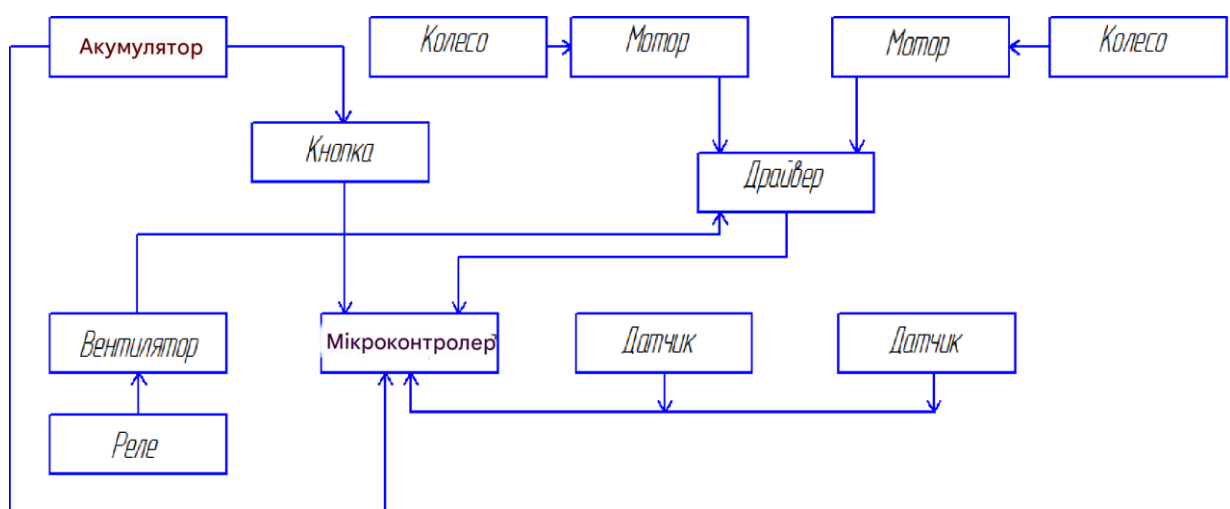 Акумулятор
Колесо
Мотор
Мотор
Колесо
Кнопка
Драйвер
Вентилятор
Мікроконтролер
Датчик
Датчик
Реле